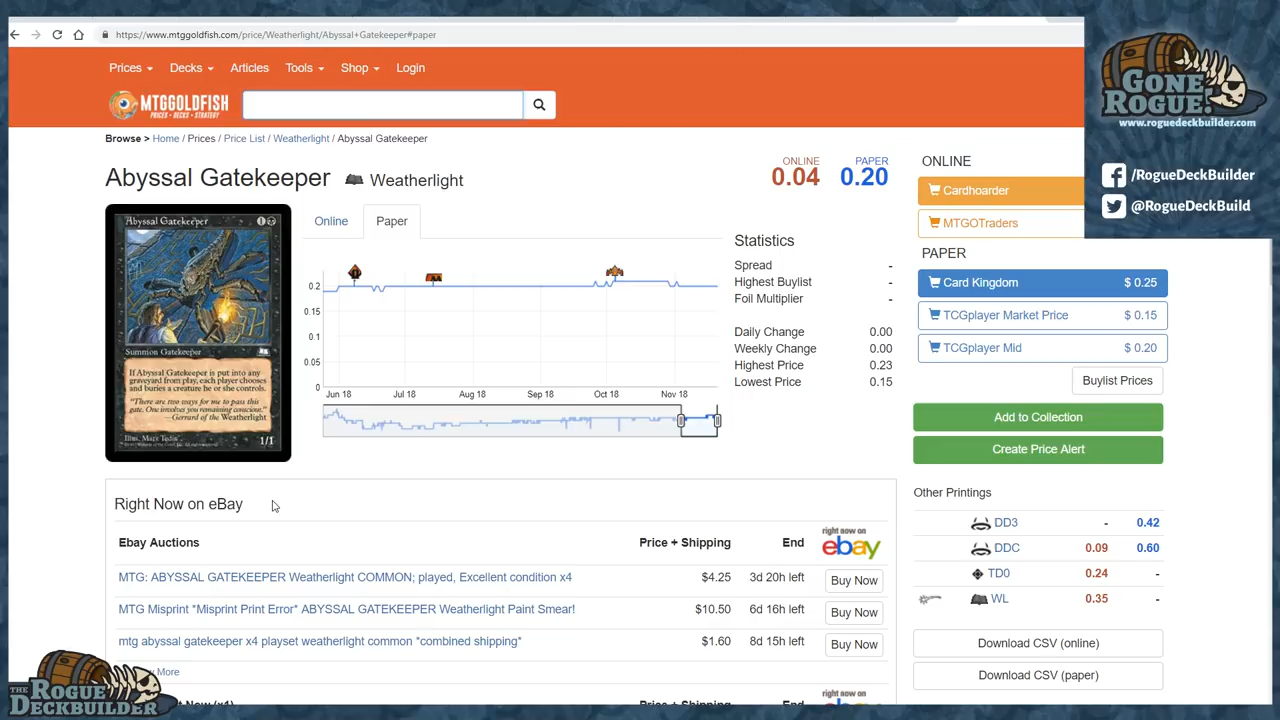 https://www.mtggoldfish.com/price/Weatherlight/Abyssal+Gatekeeper#paper
GONE ROGUE!
www.roguedeckbuilder.com
Prices Decks Articles Tools Shop Login
MTGGOLDFISH
PRICES • DECKS • STRATEGY
Browse > Home / Prices / Price List / Weatherlight / Abyssal Gatekeeper
/RogueDeckBuilder
@RogueDeckBuild
Abyssal Gatekeeper Weatherlight
ONLINE 0.04
PAPER 0.20
Online Paper
Abyssal Gatekeeper
Summon Gatekeeper
If Abyssal Gatekeeper is put into any
graveyard from play, each player chooses
and buries a creature he or she controls.
"There are two ways for me to pass this
gate. One involves you remaining
conscious."
—Gerrard of the Weatherlight
Illus. Mark Tedin
1/1
0.2
0.15
0.1
0.05
0
Jun 18 Jul 18 Aug 18 Sep 18 Oct 18 Nov 18
Statistics
Spread -
Highest Buylist -
Foil Multiplier -
Daily Change 0.00
Weekly Change 0.00
Highest Price 0.23
Lowest Price 0.15
ONLINE
Cardhoarder
MTGOTraders
PAPER
Card Kingdom $ 0.25
TCGplayer Market Price $ 0.15
TCGplayer Mid $ 0.20
Buylist Prices
Add to Collection
Create Price Alert
Other Printings
DD3 - 0.42
DDC 0.09 0.60
TD0 0.24 -
WL 0.35 -
Download CSV (online)
Download CSV (paper)
Right Now on eBay
Ebay Auctions Price + Shipping End
right now on
ebay
MTG: ABYSSAL GATEKEEPER Weatherlight COMMON; played, Excellent condition x4 $4.25 3d 20h left Buy Now
MTG Misprint *Misprint Print Error* ABYSSAL GATEKEEPER Weatherlight Paint Smear! $10.50 6d 16h left Buy Now
mtg abyssal gatekeeper x4 playset weatherlight common *combined shipping* $1.60 8d 15h left Buy Now
More
right now on
THE ROGUE
DECKBUILDER